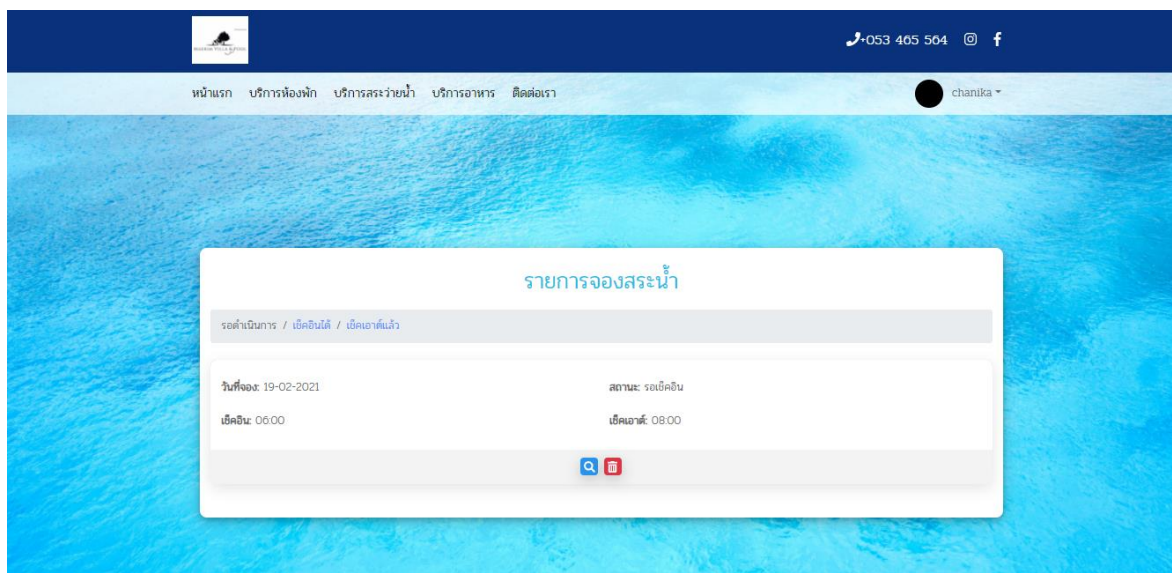 +053 465 564
หน้าแรก บริการห้องพัก บริการสระว่ายน้ำ บริการอาหาร ติดต่อเรา chanika
รายการจองสระน้ำ
รอดำเนินการ / เช็คอินได้ / เช็คเอาต์แล้ว
วันที่จอง: 19-02-2021 สถานะ: รอเช็คอิน
เช็คอิน: 06:00 เช็คเอาต์: 08:00